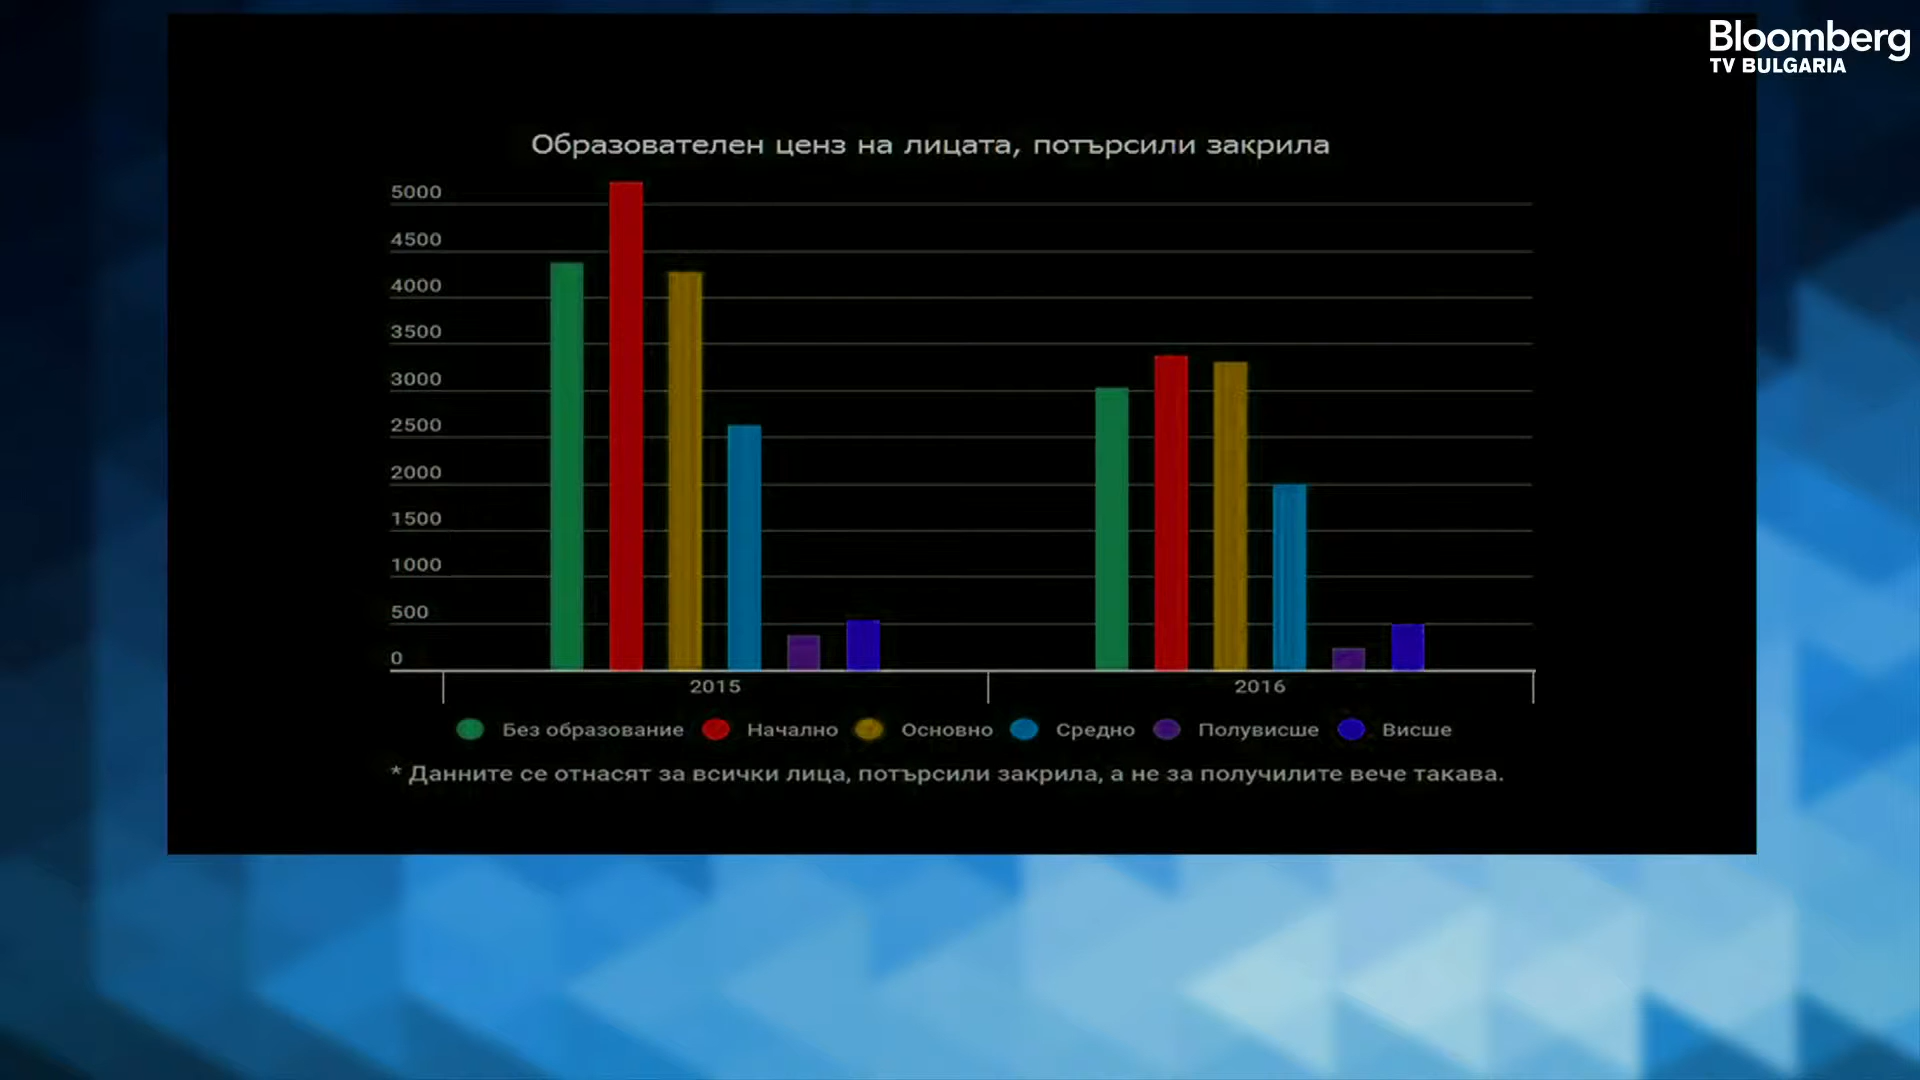 Bloomberg
TV BULGARIA
Образователен ценз на лицата, потърсили закрила
5000
4500
4000
3500
3000
2500
2000
1500
1000
500
0
2015 2016
Без образование Начално Основно Средно Полувисше Висше
* Данните се отнасят за всички лица, потърсили закрила, а не за получилите вече такава.